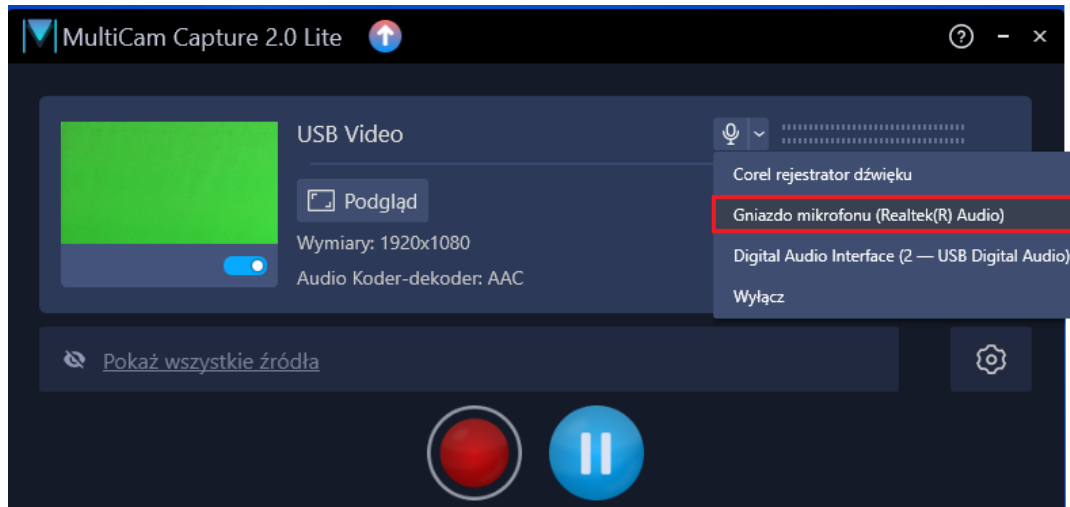 MultiCam Capture 2.0 Lite
USB Video
Podgląd
Wymiary: 1920x1080
Audio Koder-dekoder: AAC
Corel rejestrator dźwięku
Gniazdo mikrofonu (Realtek(R) Audio)
Digital Audio Interface (2 — USB Digital Audio)
Wyłącz
Pokaż wszystkie źródła